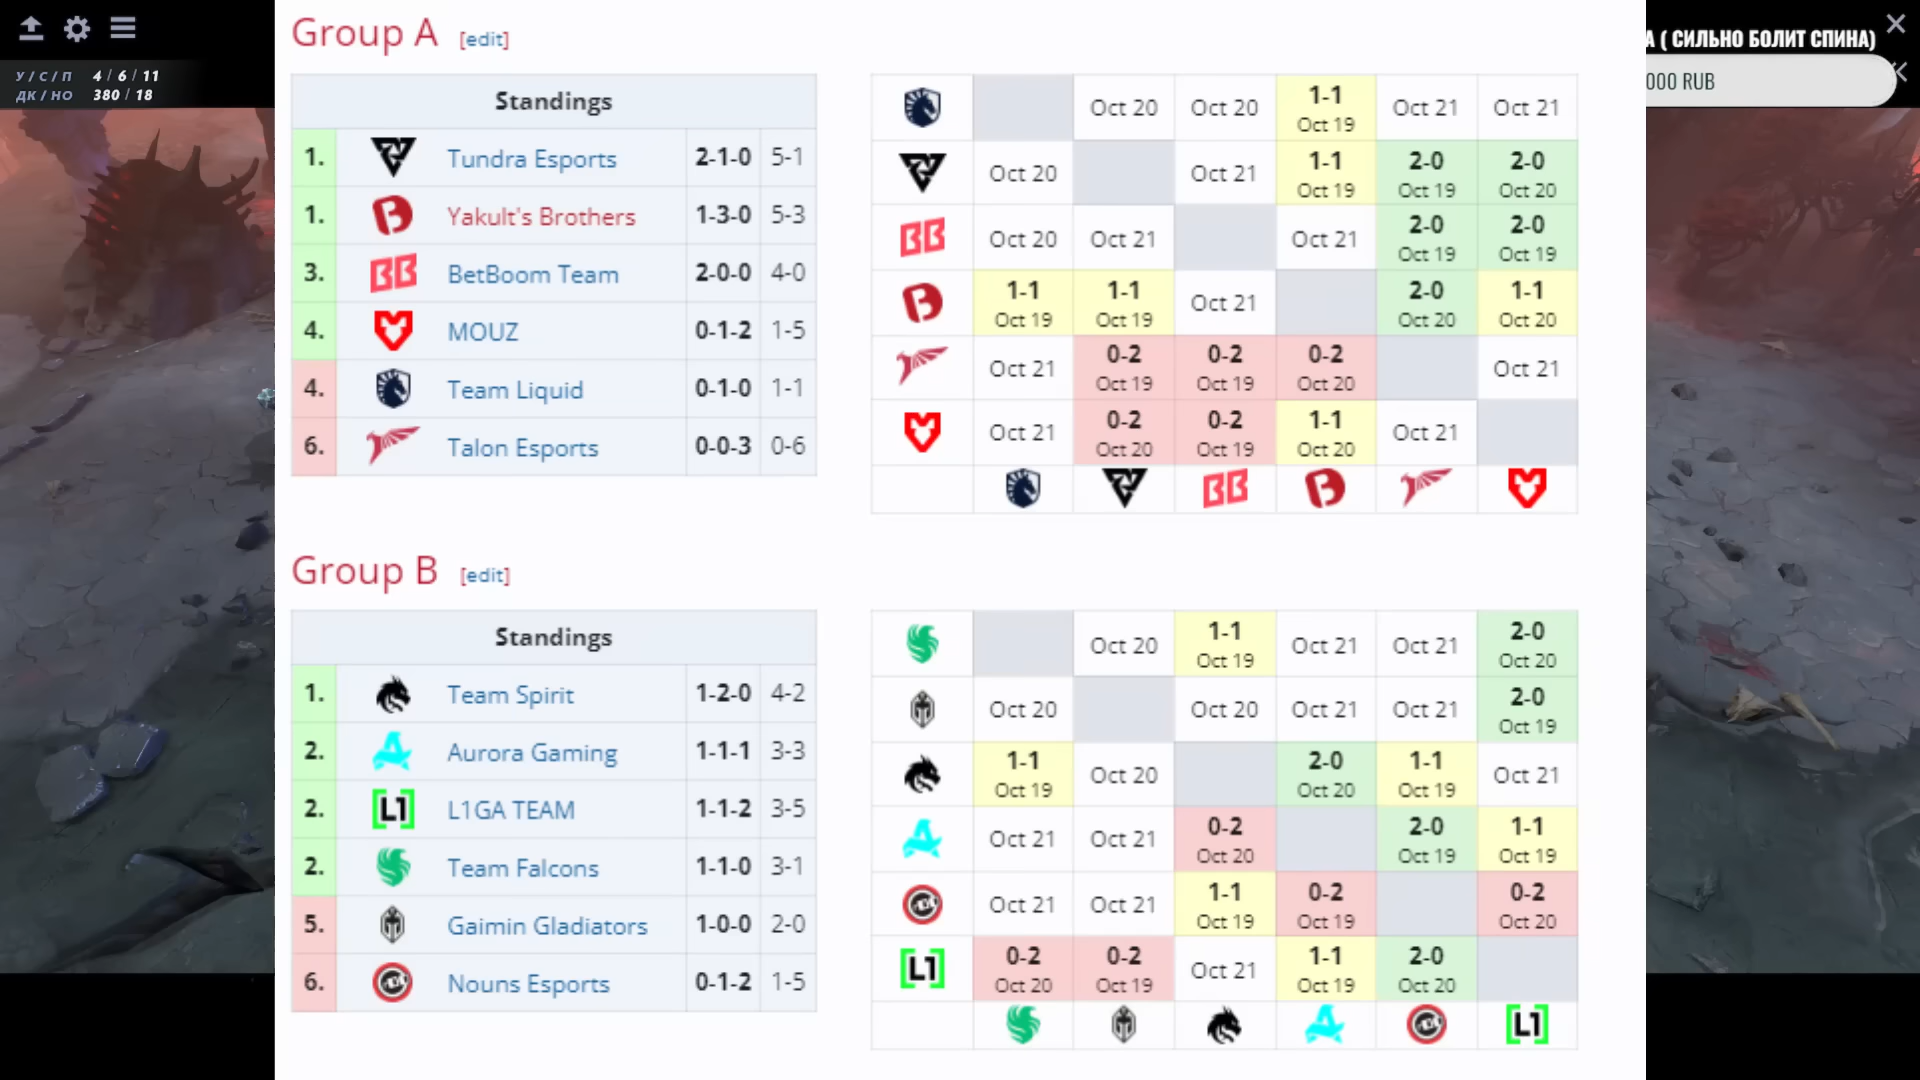 У / С / П 4 / 6 / 11
ДК / НО 380 / 18
А ( СИЛЬНО БОЛИТ СПИНА)
000 RUB
Group A [edit]
Standings
1. Tundra Esports 2-1-0 5-1
1. Yakult's Brothers 1-3-0 5-3
3. BetBoom Team 2-0-0 4-0
4. MOUZ 0-1-2 1-5
4. Team Liquid 0-1-0 1-1
6. Talon Esports 0-0-3 0-6
Oct 20 Oct 20 1-1 Oct 21 Oct 21
Oct 19
Oct 20 Oct 21 1-1 2-0 2-0
Oct 19 Oct 19 Oct 20
BB Oct 20 Oct 21 Oct 21 2-0 2-0
Oct 19 Oct 19
1-1 1-1 Oct 21 2-0 1-1
Oct 19 Oct 19 Oct 20 Oct 20
Oct 21 0-2 0-2 0-2 Oct 21
Oct 19 Oct 19 Oct 20
Oct 21 0-2 0-2 1-1 Oct 21
Oct 20 Oct 19 Oct 20
BB
Group B [edit]
Standings
1. Team Spirit 1-2-0 4-2
2. Aurora Gaming 1-1-1 3-3
2. L1 L1GA TEAM 1-1-2 3-5
2. Team Falcons 1-1-0 3-1
5. Gaimin Gladiators 1-0-0 2-0
6. Nouns Esports 0-1-2 1-5
Oct 20 1-1 Oct 21 Oct 21 2-0
Oct 19 Oct 20
Oct 20 Oct 20 Oct 21 Oct 21 2-0
Oct 19
1-1 Oct 20 2-0 1-1 Oct 21
Oct 19 Oct 20 Oct 19
Oct 21 Oct 21 0-2 2-0 1-1
Oct 20 Oct 19 Oct 19
Oct 21 Oct 21 1-1 0-2 0-2
Oct 19 Oct 19 Oct 20
L1 0-2 0-2 Oct 21 1-1 2-0
Oct 20 Oct 19 Oct 19 Oct 20
L1